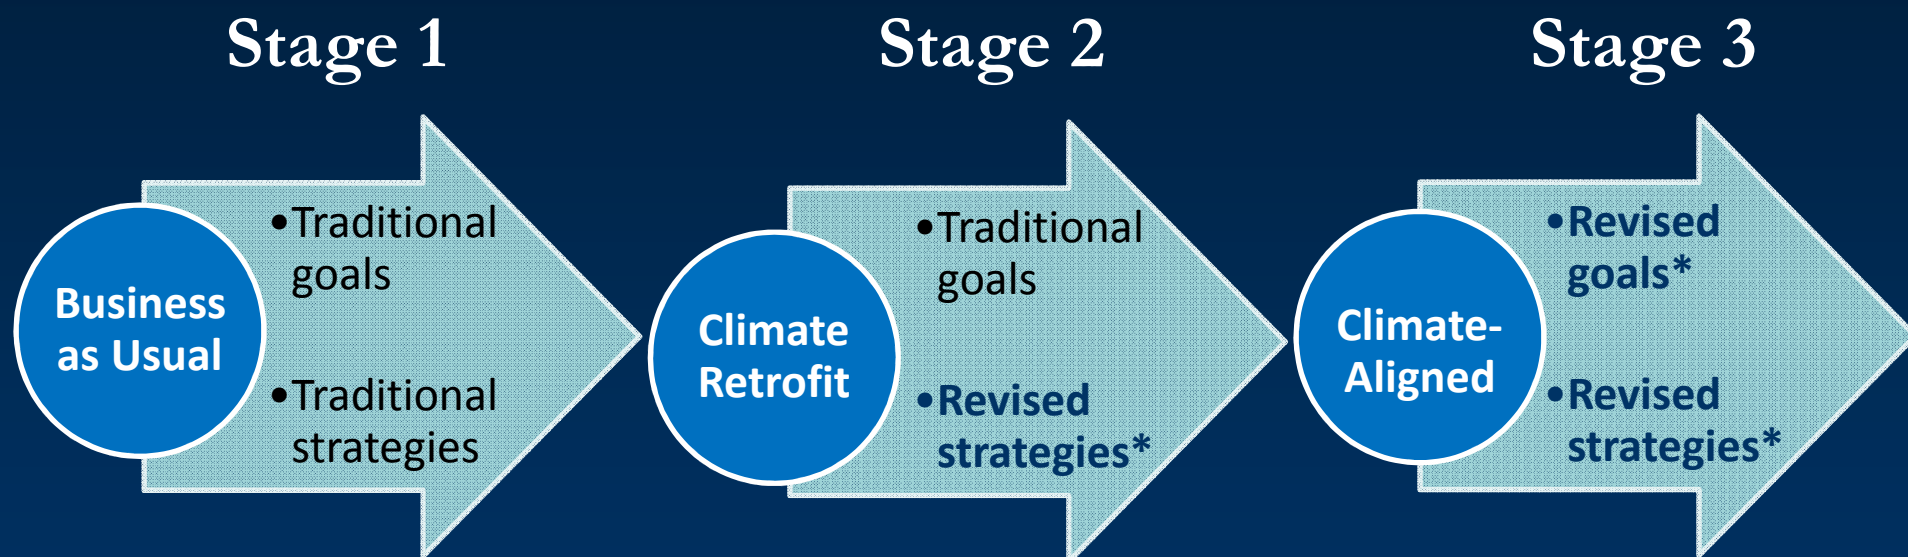 Stage 1
Business
as Usual
•Traditional
goals
•Traditional
strategies
Stage 2
Climate
Retrofit
•Traditional
goals
•Revised
strategies*
Stage 3
Climate-
Aligned
•Revised
goals*
•Revised
strategies*